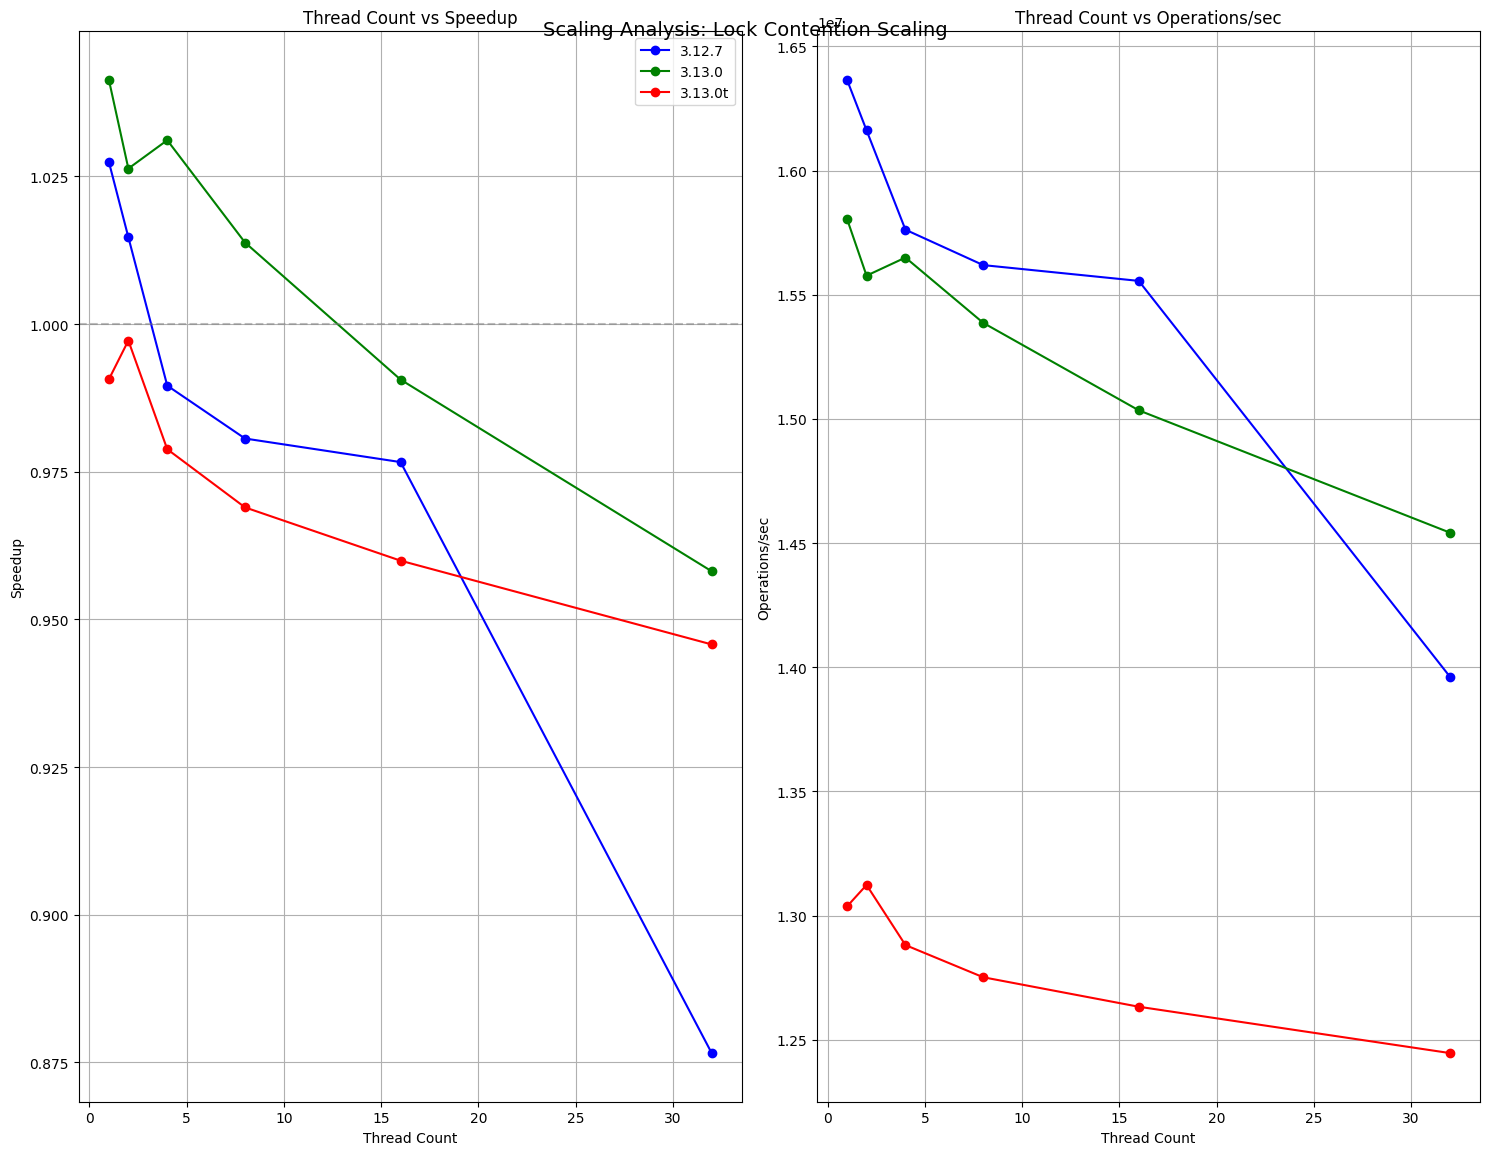 Scaling Analysis: Lock Contention Scaling
Thread Count vs Speedup
3.12.7
3.13.0
3.13.0t
1.025
1.000
0.975
0.950
0.925
0.900
0.875
Speedup
0 5 10 15 20 25 30
Thread Count
Thread Count vs Operations/sec
1e7
1.65
1.60
1.55
1.50
1.45
1.40
1.35
1.30
1.25
Operations/sec
0 5 10 15 20 25 30
Thread Count